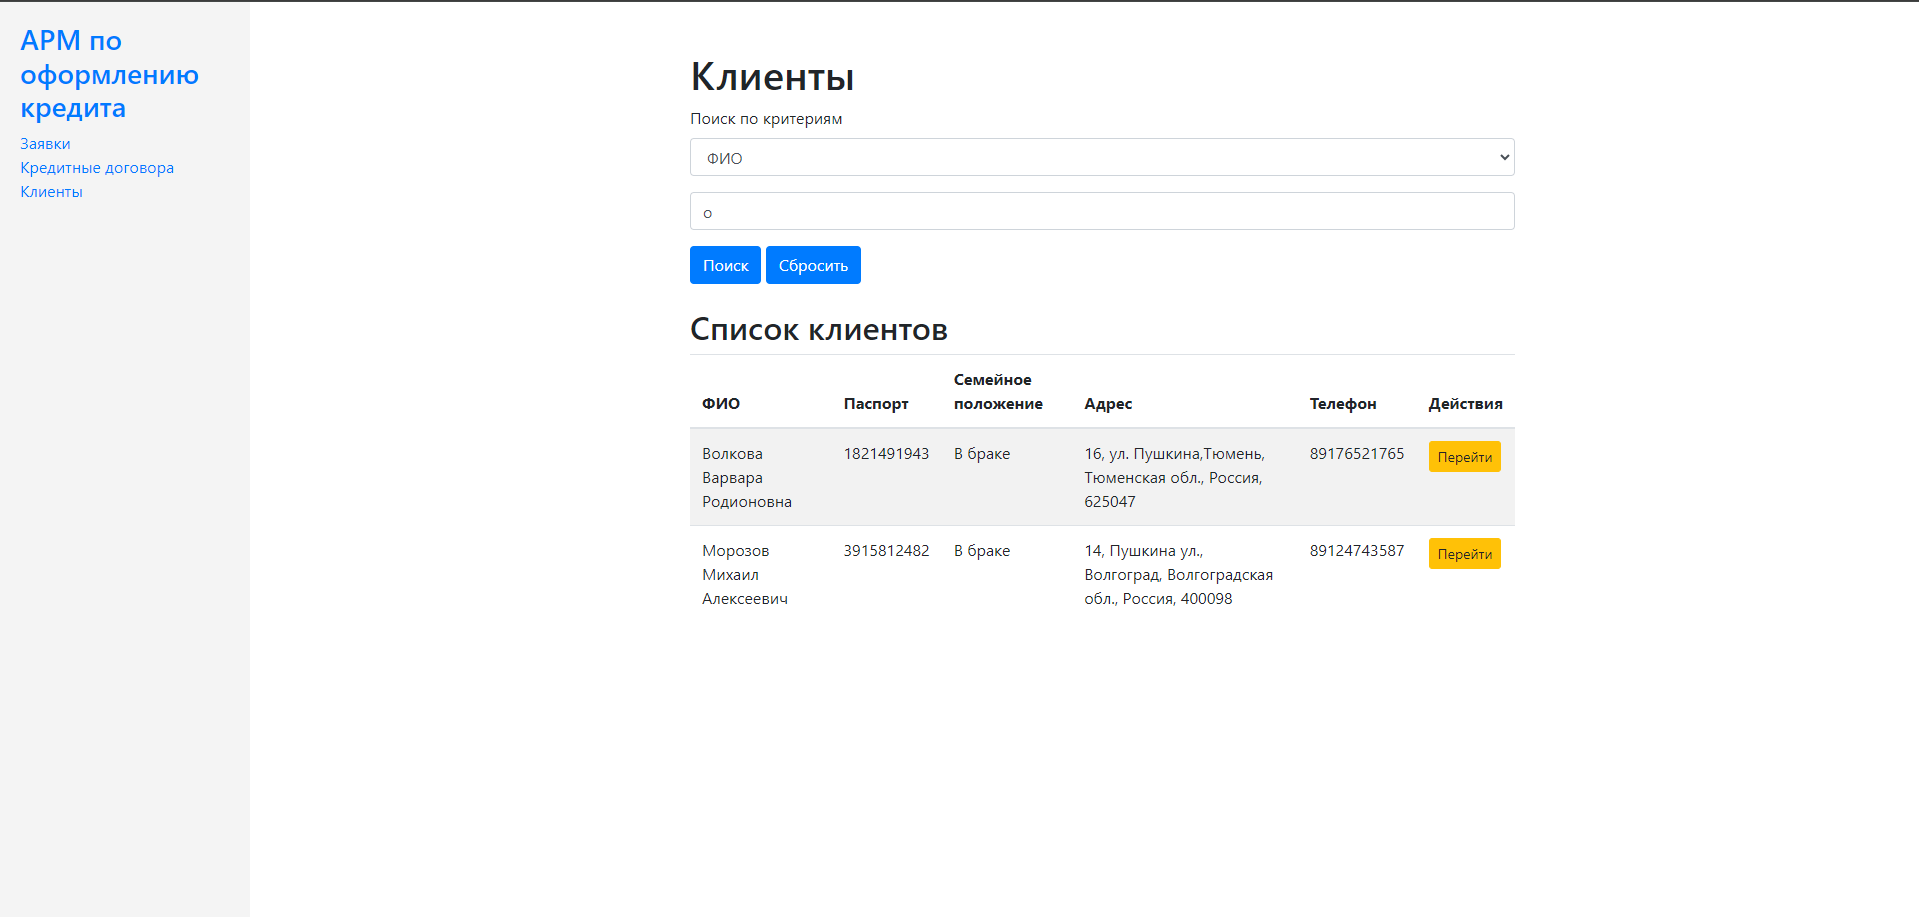 АРМ по
оформлению
кредита
Заявки
Кредитные договора
Клиенты
Клиенты
Поиск по критериям
ФИО
о
Поиск Сбросить
Список клиентов
ФИО Паспорт Семейное положение Адрес Телефон Действия
Волкова 1821491943 В браке 16, ул. Пушкина,Тюмень, 89176521765 Перейти
Варвара Тюменская обл., Россия,
Родионовна 625047
Морозов 3915812482 В браке 14, Пушкина ул., 89124743587 Перейти
Михаил Волгоград, Волгоградская
Алексеевич обл., Россия, 400098